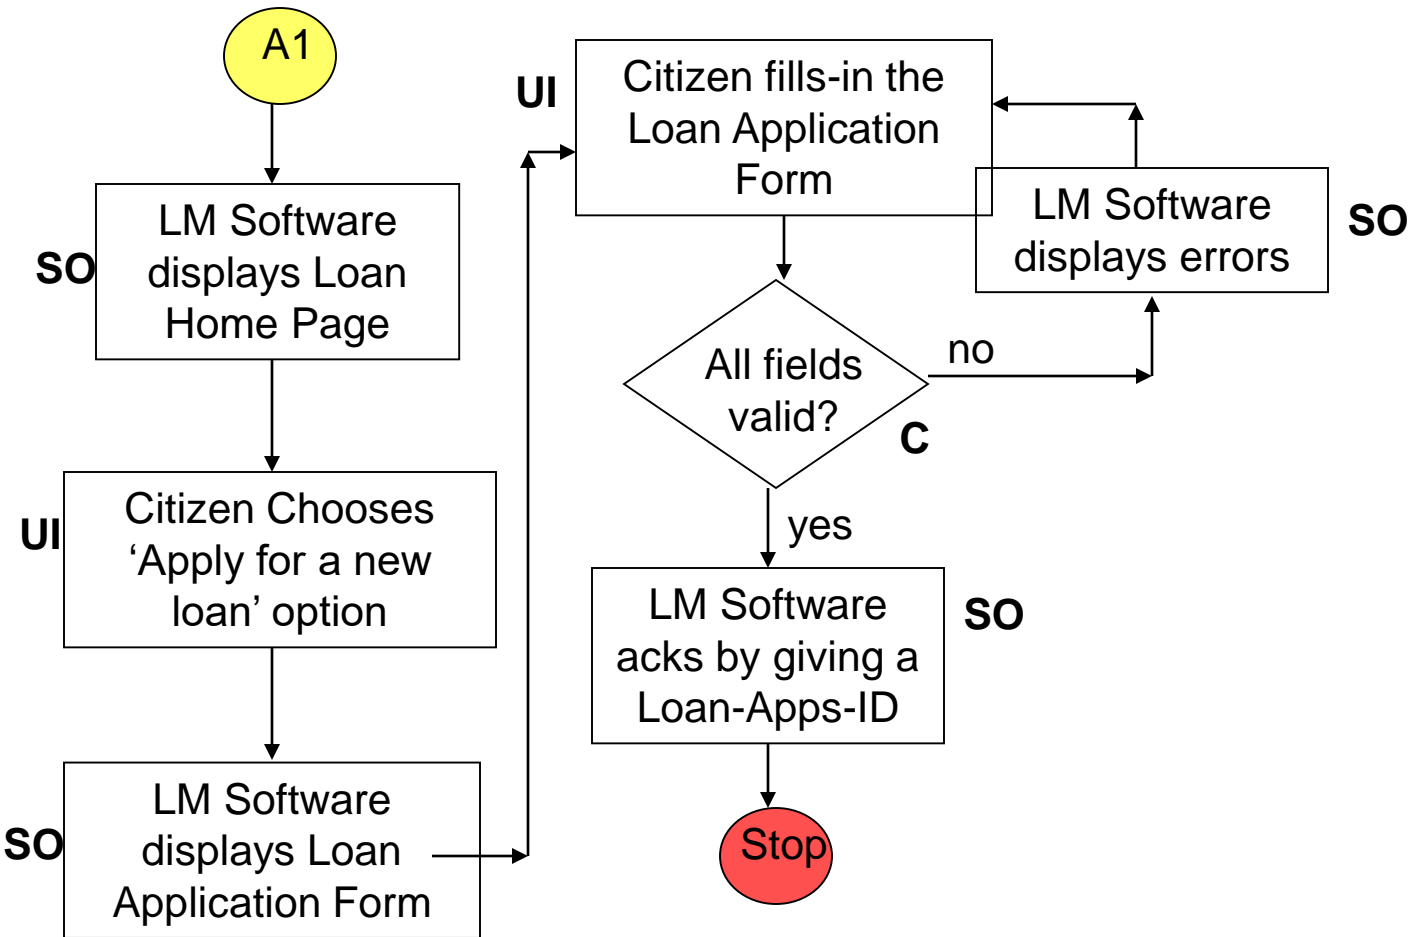 A1
SO
LM Software
displays Loan
Home Page
UI
Citizen Chooses
‘Apply for a new
loan’ option
SO
LM Software
displays Loan
Application Form
UI
Citizen fills-in the
Loan Application
Form
LM Software
displays errors
SO
All fields
valid?
C
no
yes
LM Software
acks by giving a
Loan-Apps-ID
SO
Stop